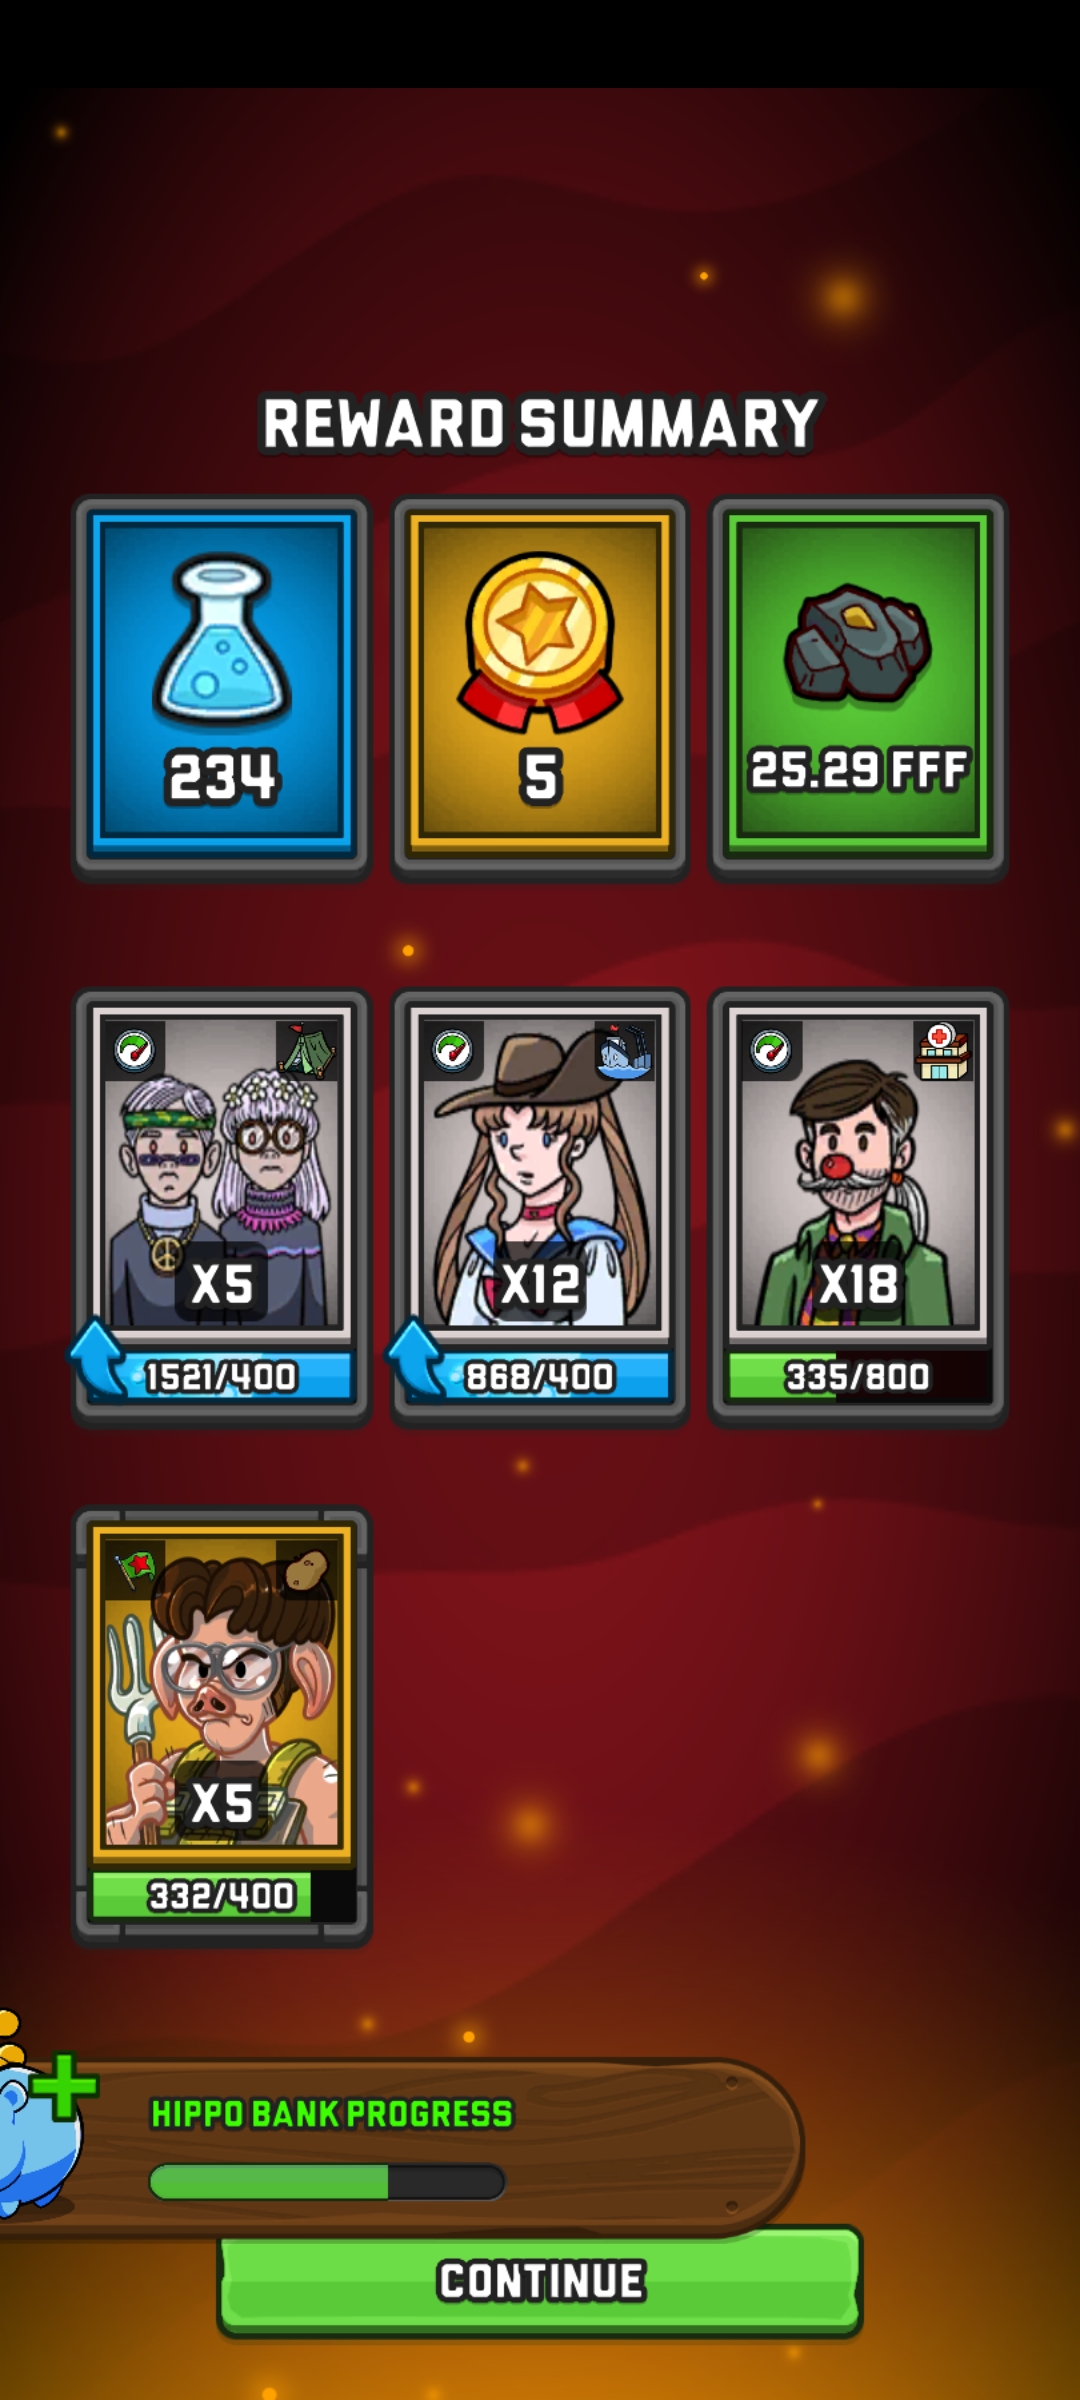 REWARD SUMMARY
234
5
25.29 FFF
X5
X12
X18
1521/400
868/400
335/800
X5
332/400
HIPPO BANK PROGRESS
CONTINUE